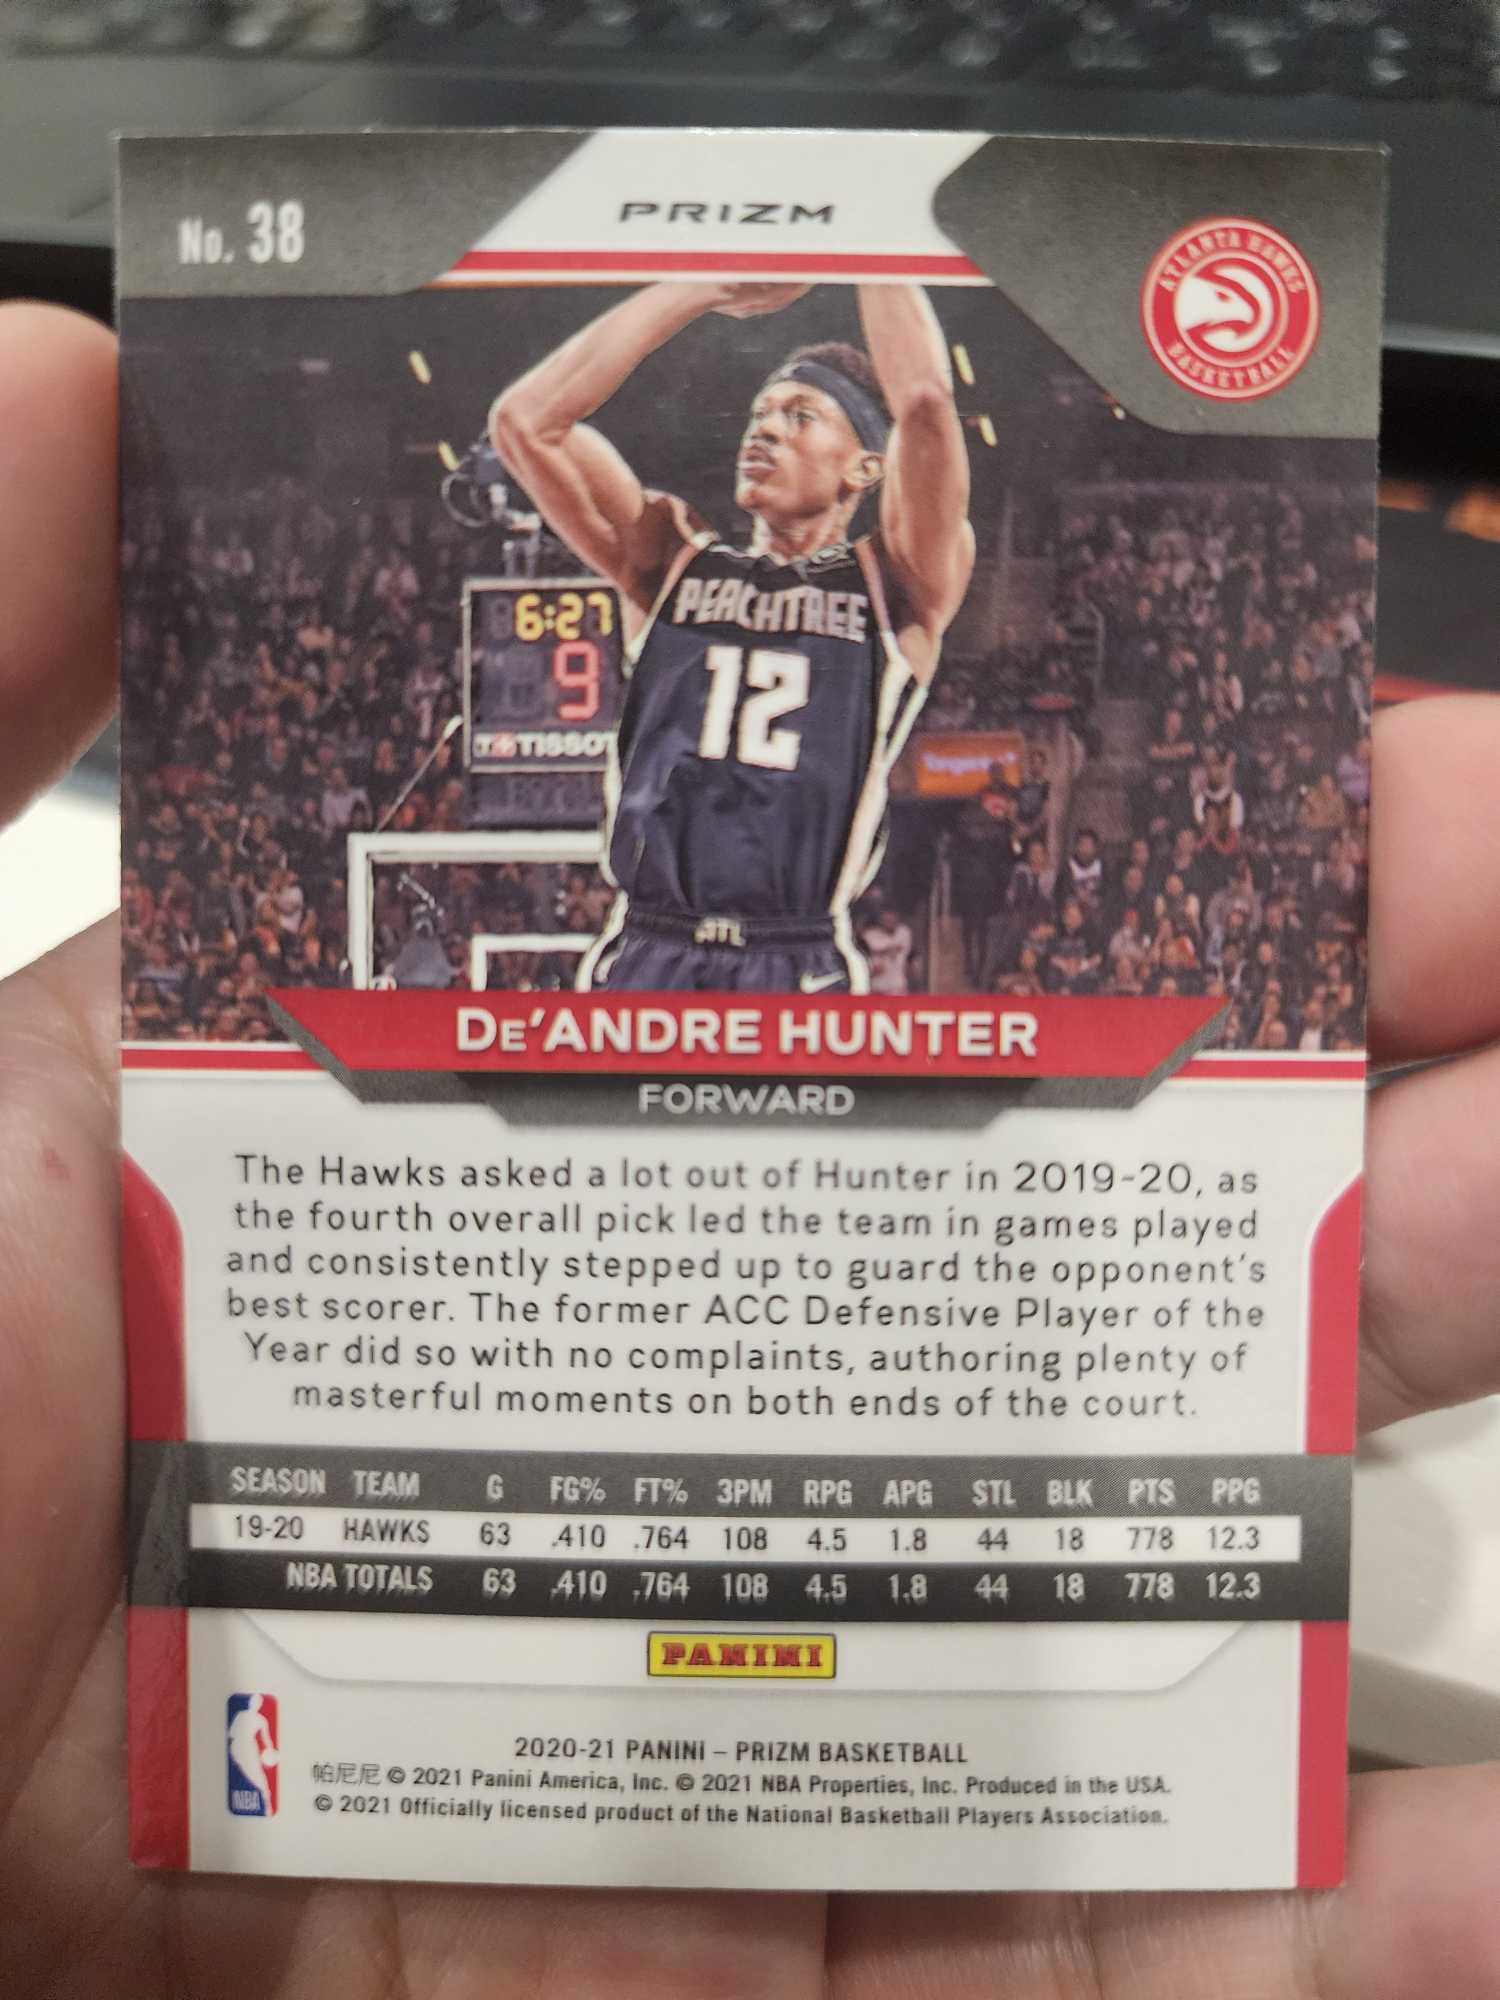 No. 38
PRIZM
ATLANTA HAWKS
BASKETBALL
6:27
9
TISSOT
PEACHTREE
12
ATL
DE'ANDRE HUNTER
FORWARD
The Hawks asked a lot out of Hunter in 2019-20, as
the fourth overall pick led the team in games played
and consistently stepped up to guard the opponent's
best scorer. The former ACC Defensive Player of the
Year did so with no complaints, authoring plenty of
masterful moments on both ends of the court.
SEASON TEAM G FG% FT% 3PM RPG APG STL BLK PTS PPG
19-20 HAWKS 63 .410 .764 108 4.5 1.8 44 18 778 12.3
NBA TOTALS 63 .410 .764 108 4.5 1.8 44 18 778 12.3
PANINI
NBA
2020-21 PANINI – PRIZM BASKETBALL
帕尼尼 © 2021 Panini America, Inc. © 2021 NBA Properties, Inc. Produced in the USA.
© 2021 Officially licensed product of the National Basketball Players Association.